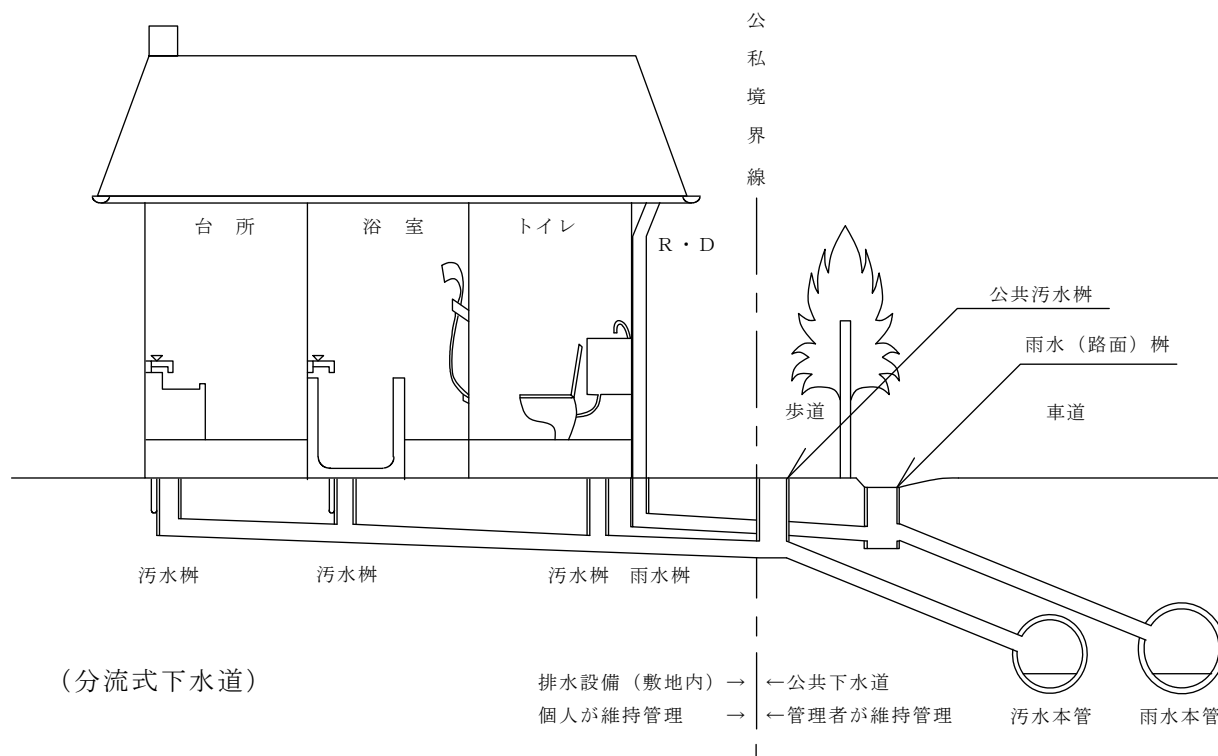 公私境界線
台 所
浴 室
トイレ
R・D
公共汚水桝
雨水（路面）桝
歩道
車道
汚水桝
汚水桝
汚水桝
雨水桝
（分流式下水道）
排水設備（敷地内）→
←公共下水道
個人が維持管理 →
←管理者が維持管理
汚水本管
雨水本管